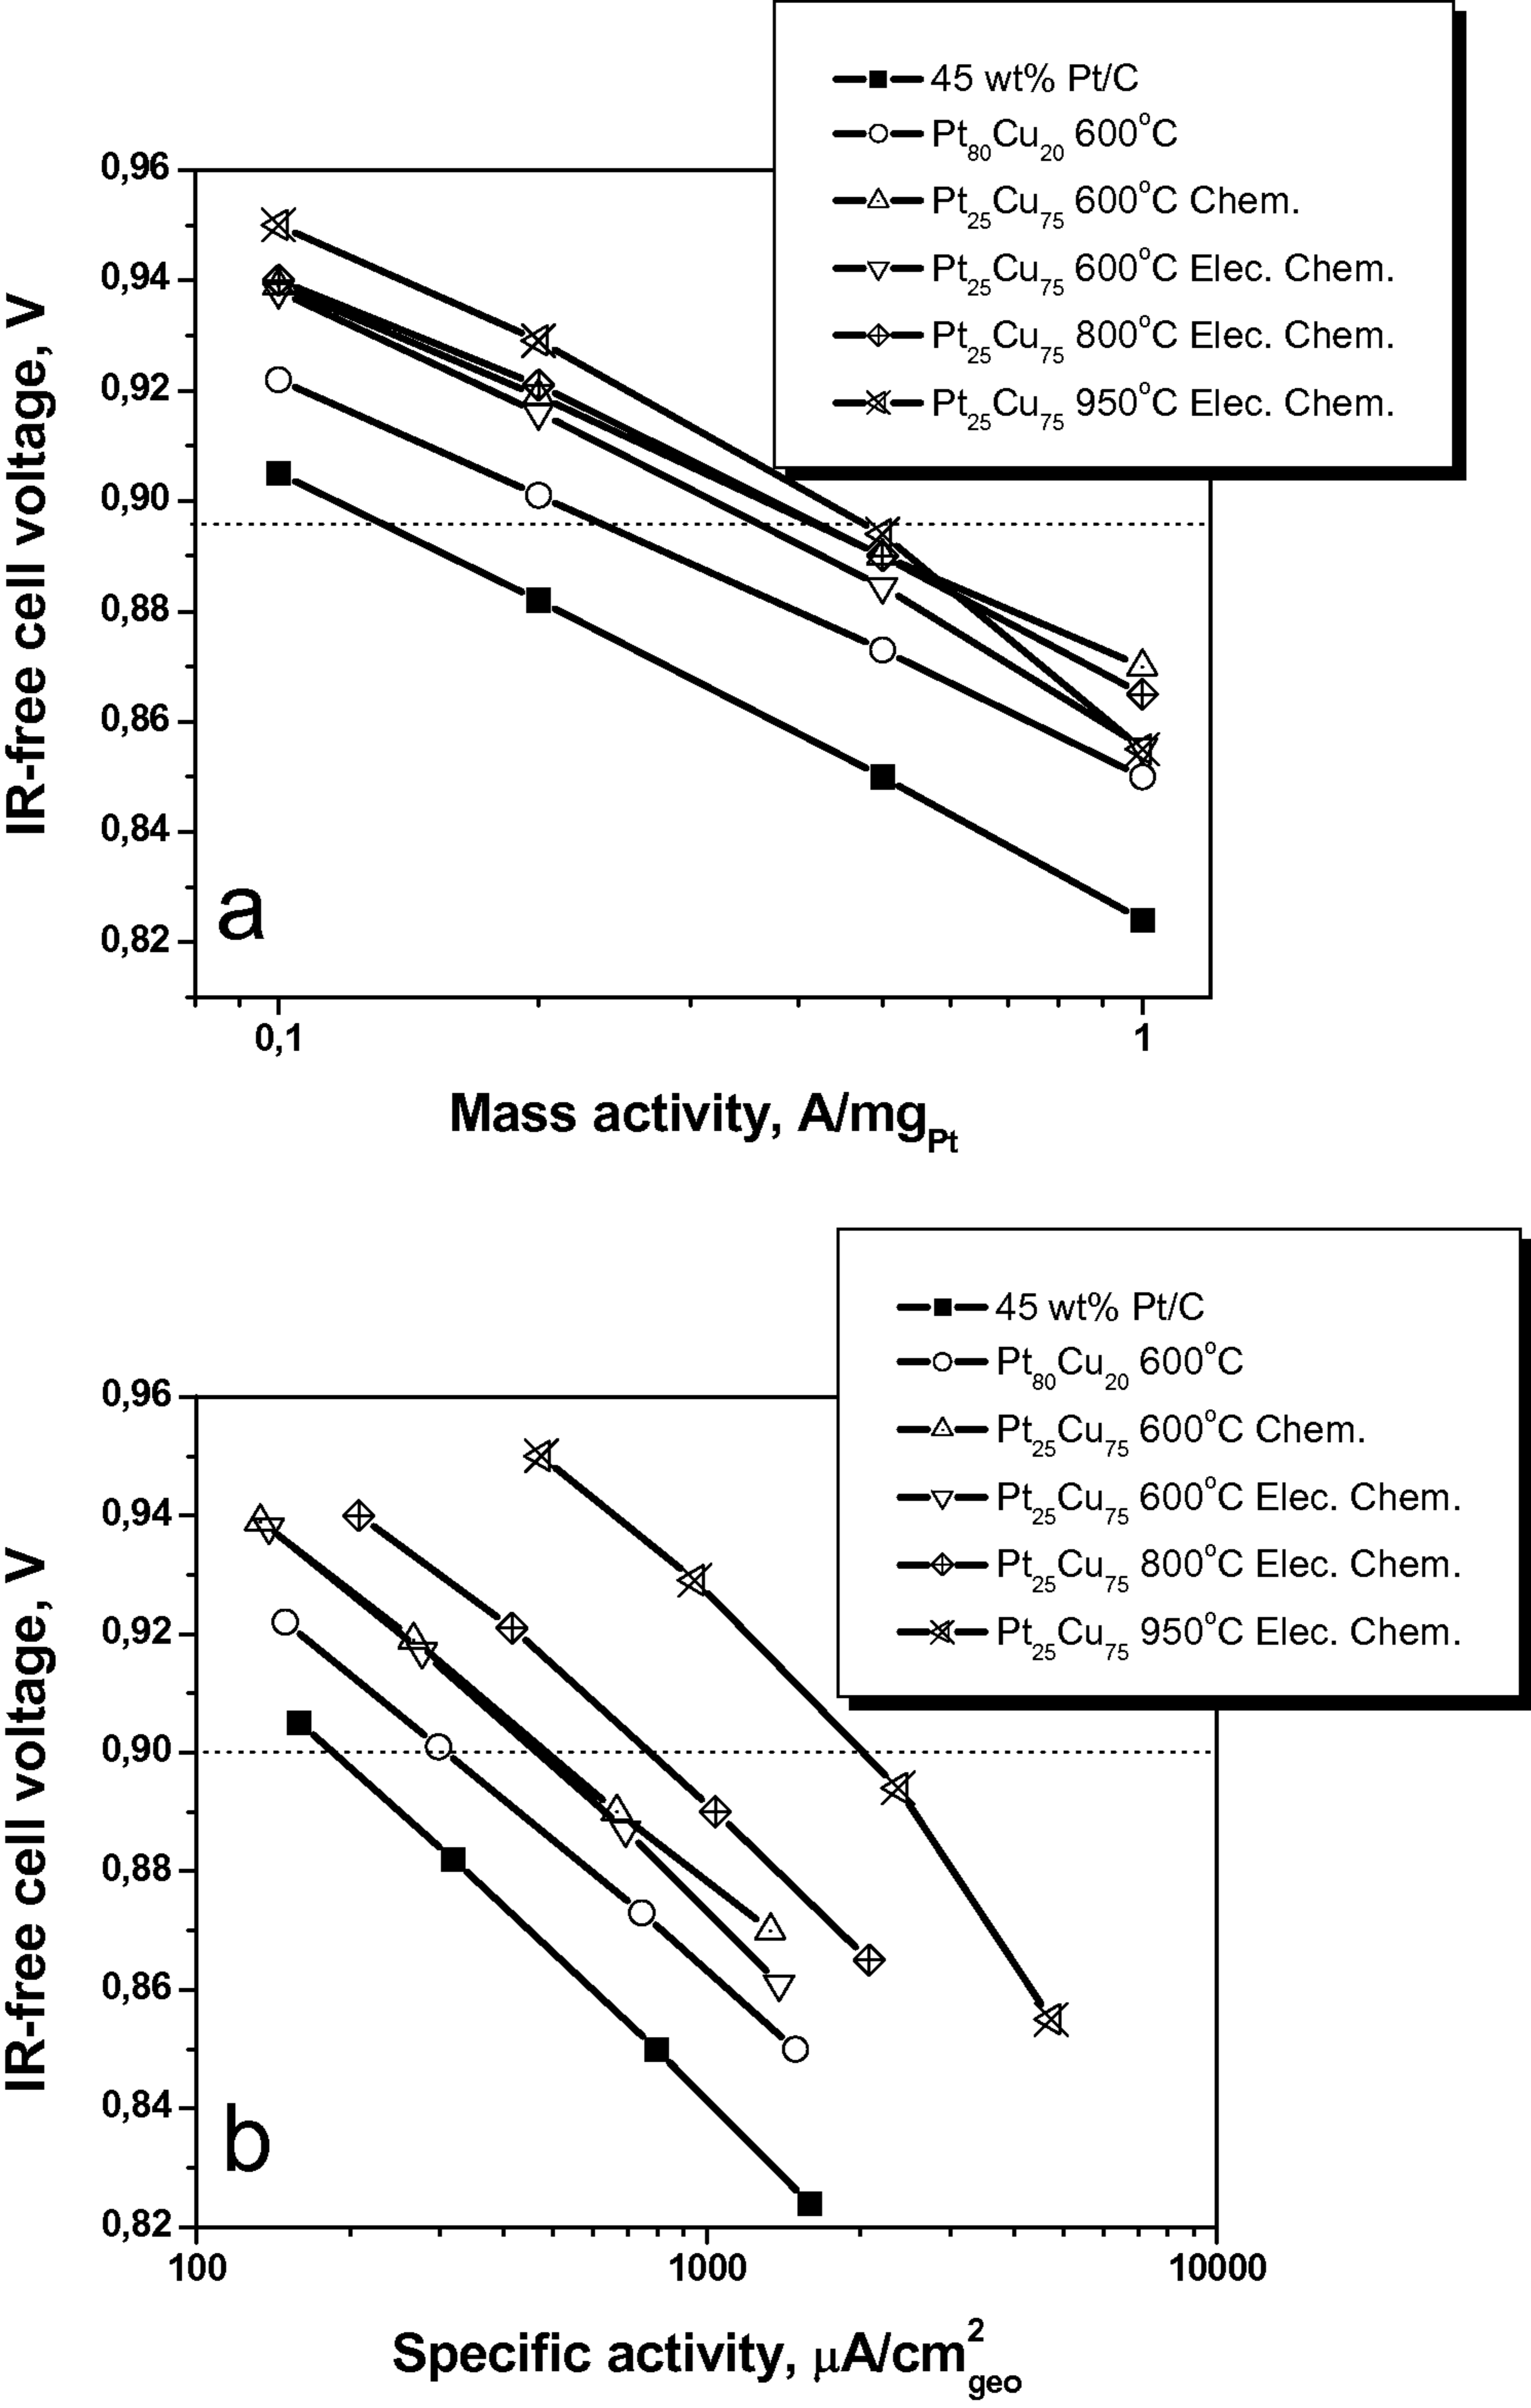 45 wt% Pt/C
Pt80Cu20 600°C
Pt25Cu75 600°C Chem.
Pt25Cu75 600°C Elec. Chem.
Pt25Cu75 800°C Elec. Chem.
Pt25Cu75 950°C Elec. Chem.
0,96
0,94
0,92
0,90
0,88
0,86
0,84
0,82
IR-free cell voltage, V
a
0,1
1
Mass activity, A/mgPt
45 wt% Pt/C
Pt80Cu20 600°C
Pt25Cu75 600°C Chem.
Pt25Cu75 600°C Elec. Chem.
Pt25Cu75 800°C Elec. Chem.
Pt25Cu75 950°C Elec. Chem.
0,96
0,94
0,92
0,90
0,88
0,86
0,84
0,82
IR-free cell voltage, V
b
100
1000
10000
Specific activity, μA/cm²geo